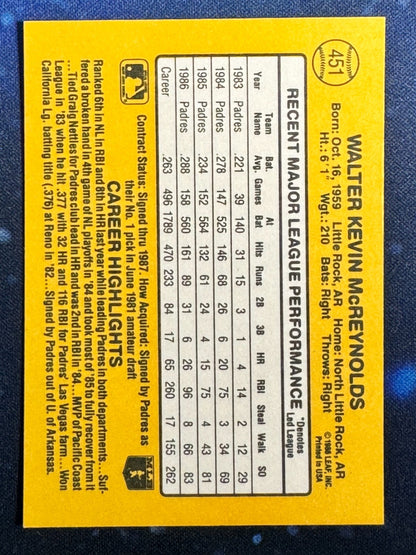 451
WALTER KEVIN McREYNOLDS
Born: Oct. 16, 1959 Little Rock, AR Home: North Little Rock, AR
Ht.: 6' 1" Wgt.: 210 Bats: Right Throws: Right
© 1986 LEAF, INC.
Printed in USA
RECENT MAJOR LEAGUE PERFORMANCE
*Denotes
Led League
Team Bat. At
Year Name Avg. Games Bat Hits Runs 2B 3B HR RBI Steal Walk SO
1983 Padres .221 39 140 31 15 3 1 4 14 2 12 29
1984 Padres .278 147 525 146 68 26 6 20 75 3 34 69
1985 Padres .234 152 564 132 61 24 4 15 75 4 43 81
1986 Padres .288 158 560 161 89 31 6 26 96 8 66 83
Career .263 496 1789 470 233 84 17 65 260 17 155 262
Contract Status: Signed thru 1987. How Acquired: Signed by Padres as
their No. 1 pick in June 1981 amateur draft
CAREER HIGHLIGHTS
Ranked 6th in NL in RBI and 8th in HR last year while leading Padres in both departments...Suf-
fered a broken hand in 4th game of NL playoffs in '84 and took most of '85 to fully recover from it
...Tied Graig Nettles for Padres club lead in HR and was 2nd in RBI in '84...MVP of Pacific Coast
League in '83 when he hit .377 with 32 HR and 116 RBI for Padres' Las Vegas farm...Won
California Lg. batting title (.376) at Reno in '82...Signed by Padres out of U. of Arkansas.